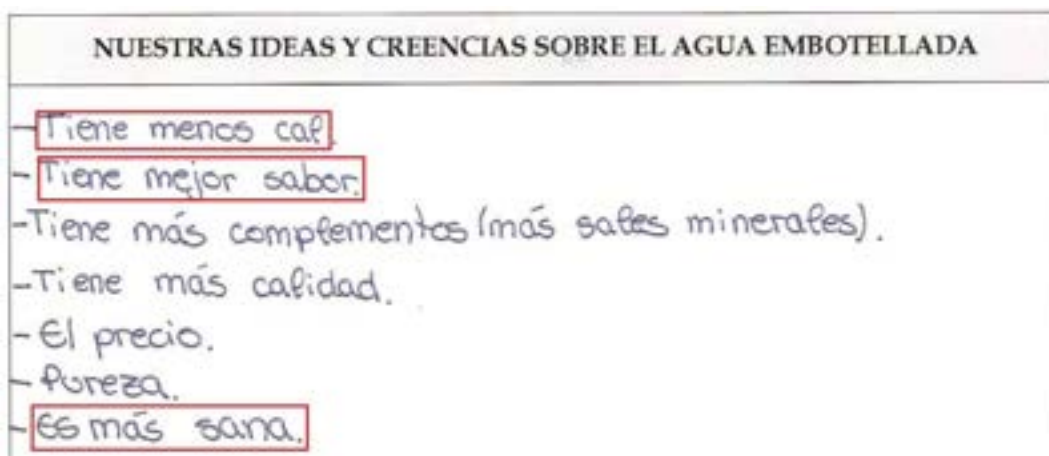 NUESTRAS IDEAS Y CREENCIAS SOBRE EL AGUA EMBOTELLADA
-Tiene menos cal.
-Tiene mejor sabor.
-Tiene más complementos (más sales minerales).
-Tiene más calidad.
-El precio.
-Pureza.
-Es más sana.